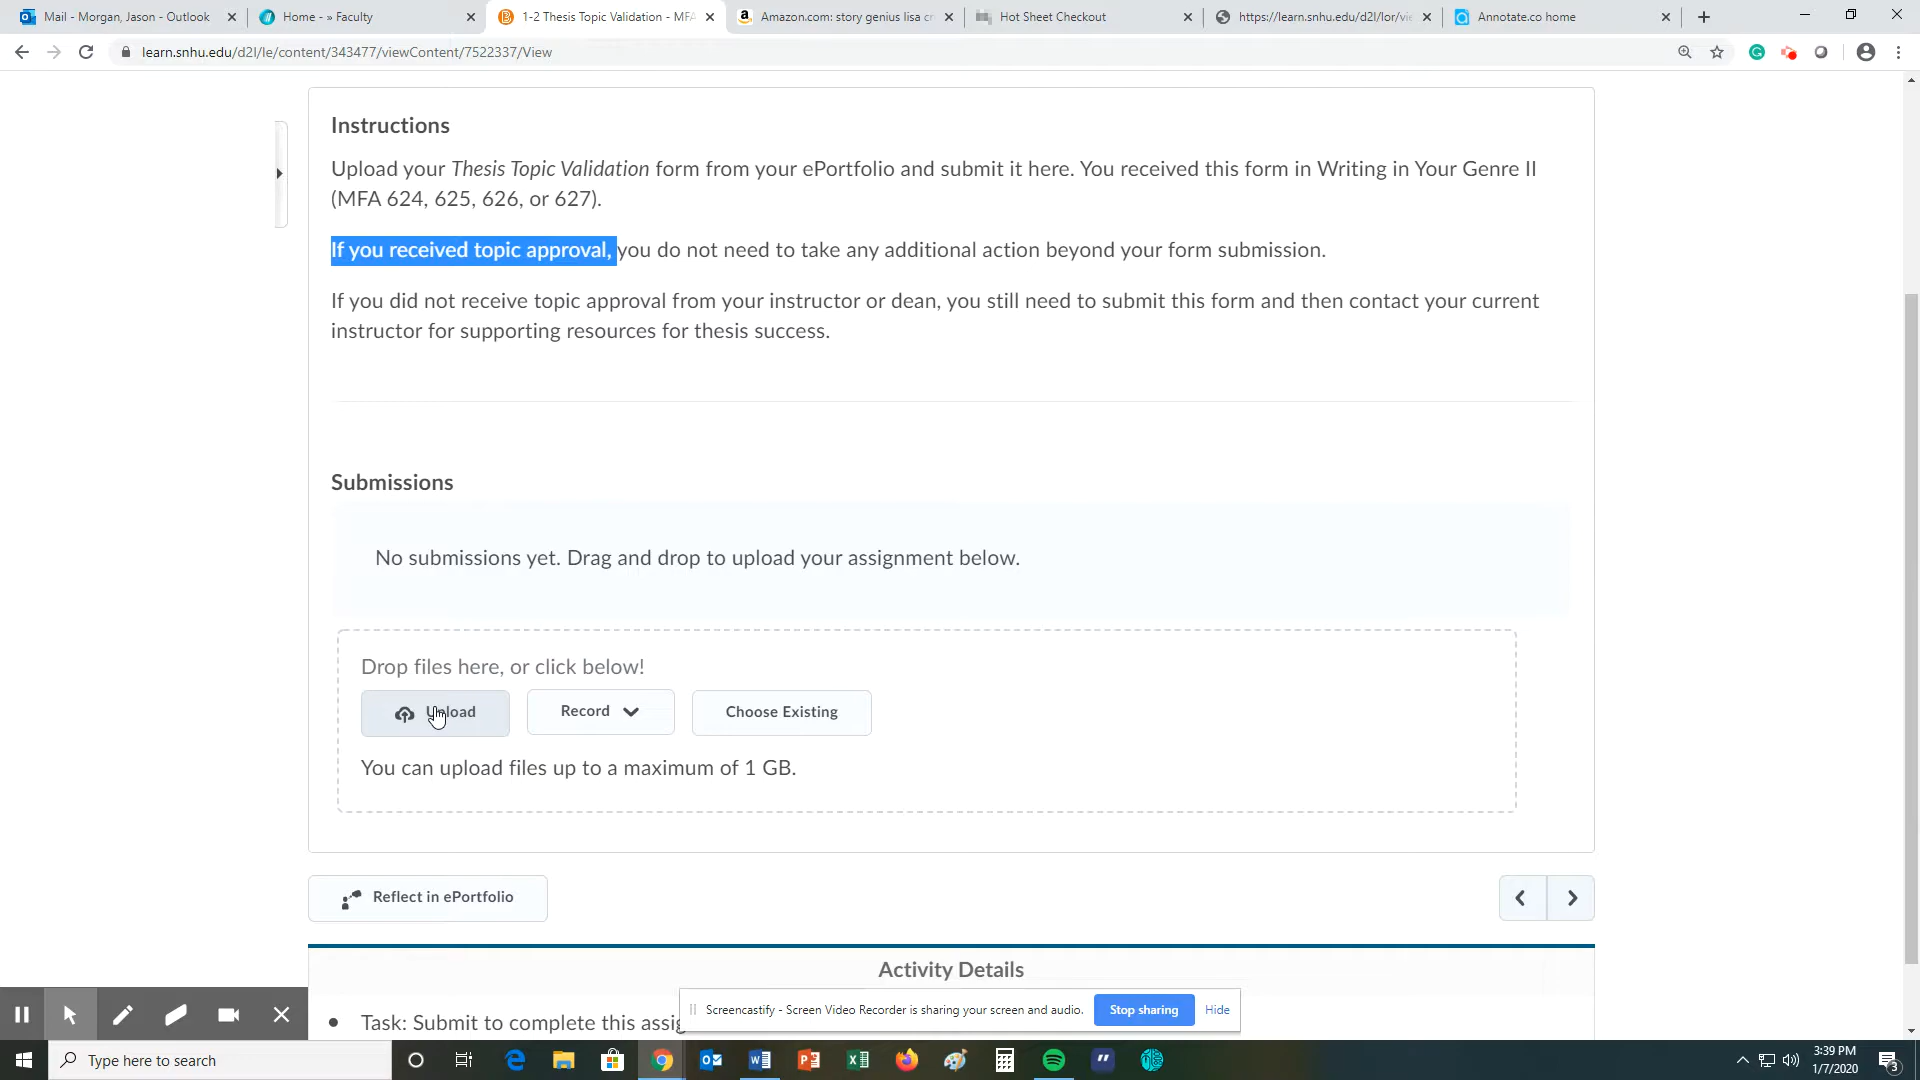 Mail - Morgan, Jason - Outlook
Home - » Faculty
1-2 Thesis Topic Validation - MFA
Amazon.com: story genius lisa cr
Hot Sheet Checkout
https://learn.snhu.edu/d2l/lor/vie
Annotate.co home
learn.snhu.edu/d2l/le/content/343477/viewContent/7522337/View
Instructions
Upload your Thesis Topic Validation form from your ePortfolio and submit it here. You received this form in Writing in Your Genre II
(MFA 624, 625, 626, or 627).
If you received topic approval, you do not need to take any additional action beyond your form submission.
If you did not receive topic approval from your instructor or dean, you still need to submit this form and then contact your current
instructor for supporting resources for thesis success.
Submissions
No submissions yet. Drag and drop to upload your assignment below.
Drop files here, or click below!
Upload
Record
Choose Existing
You can upload files up to a maximum of 1 GB.
Reflect in ePortfolio
Activity Details
Task: Submit to complete this assig
Screencastify - Screen Video Recorder is sharing your screen and audio.
Stop sharing
Hide
Type here to search
3:39 PM
1/7/2020
3